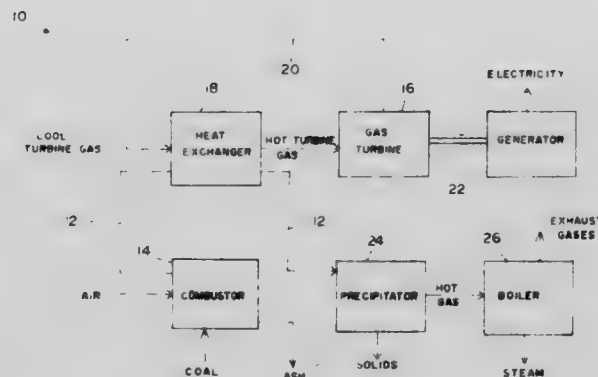 10
20
18
16
ELECTRICITY
COOL
TURBINE GAS
HEAT
EXCHANGER
HOT TURBINE
GAS
GAS
TURBINE
GENERATOR
22
12
12
14
24
26
EXHAUST
GASES
AIR
COMBUSTOR
PRECIPITATOR
HOT
GAS
BOILER
COAL
ASH
SOLIDS
STEAM